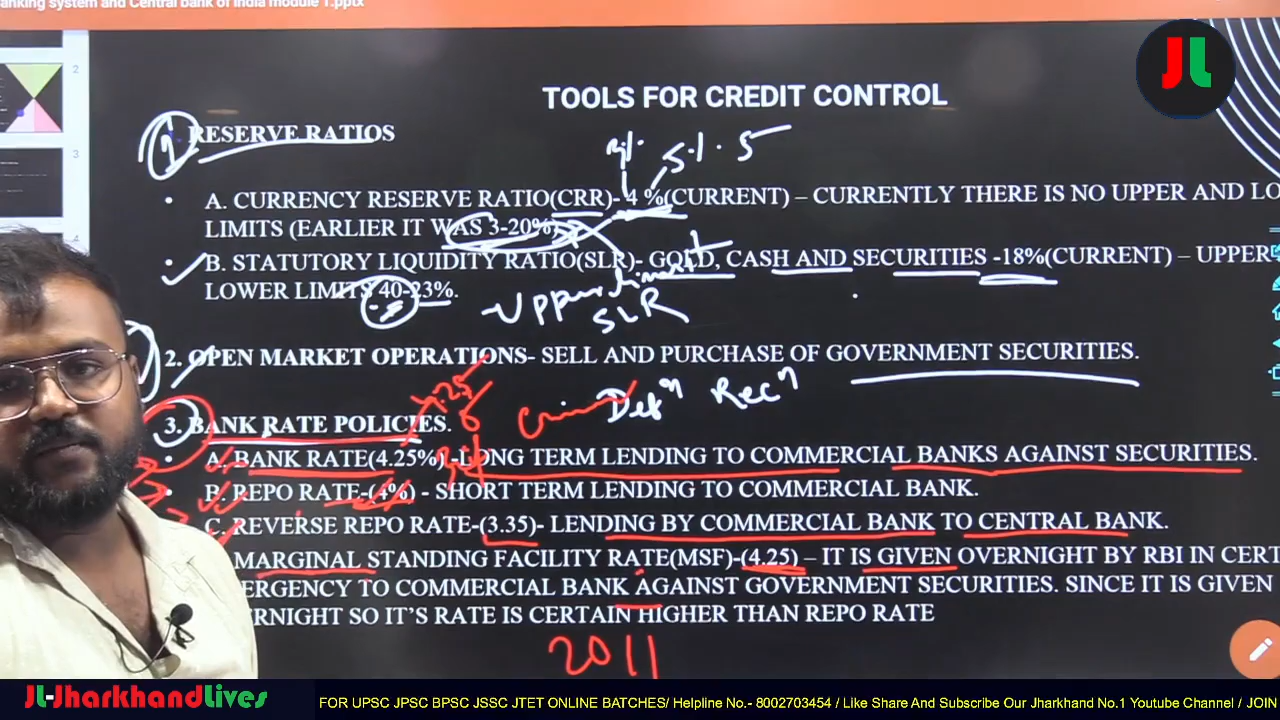 anking system and Central bank of India module 1.pptx
JL
2
3
4
TOOLS FOR CREDIT CONTROL
RESERVE RATIOS
5.1. 5
A. CURRENCY RESERVE RATIO(CRR)- 4 %(CURRENT) – CURRENTLY THERE IS NO UPPER AND LO
LIMITS (EARLIER IT WAS 3-20%)
B. STATUTORY LIQUIDITY RATIO(SLR)- GOLD, CASH AND SECURITIES -18%(CURRENT) – UPPER
LOWER LIMITS 40-23%.
SLR
2. OPEN MARKET OPERATIONS- SELL AND PURCHASE OF GOVERNMENT SECURITIES.
Defn Recn
3. BANK RATE POLICIES.
A. BANK RATE(4.25%) -LONG TERM LENDING TO COMMERCIAL BANKS AGAINST SECURITIES.
B. REPO RATE-(4%) - SHORT TERM LENDING TO COMMERCIAL BANK.
C. REVERSE REPO RATE-(3.35)- LENDING BY COMMERCIAL BANK TO CENTRAL BANK.
MARGINAL STANDING FACILITY RATE(MSF)-(4.25) – IT IS GIVEN OVERNIGHT BY RBI IN CERT
ERGENCY TO COMMERCIAL BANK AGAINST GOVERNMENT SECURITIES. SINCE IT IS GIVEN
RNIGHT SO IT'S RATE IS CERTAIN HIGHER THAN REPO RATE
2011
JL-JharkhandLives
FOR UPSC JPSC BPSC JSSC JTET ONLINE BATCHES/ Helpline No.- 8002703454 / Like Share And Subscribe Our Jharkhand No.1 Youtube Channel / JOIN